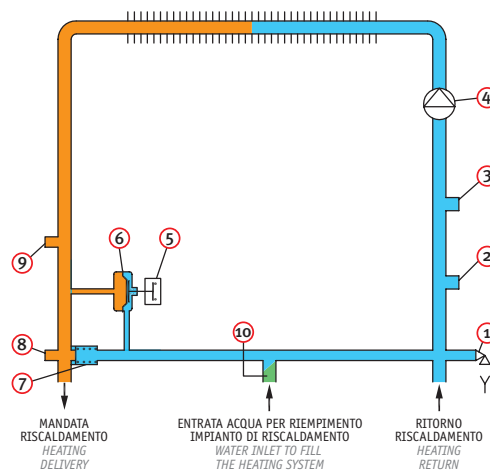 4
3
6
5
9
2
10
1
8
7
MANDATA
RISCALDAMENTO
HEATING
DELIVERY
ENTRATA ACQUA PER RIEMPIMENTO
IMPIANTO DI RISCALDAMENTO
WATER INLET TO FILL
THE HEATING SYSTEM
RITORNO
RISCALDAMENTO
HEATING
RETURN